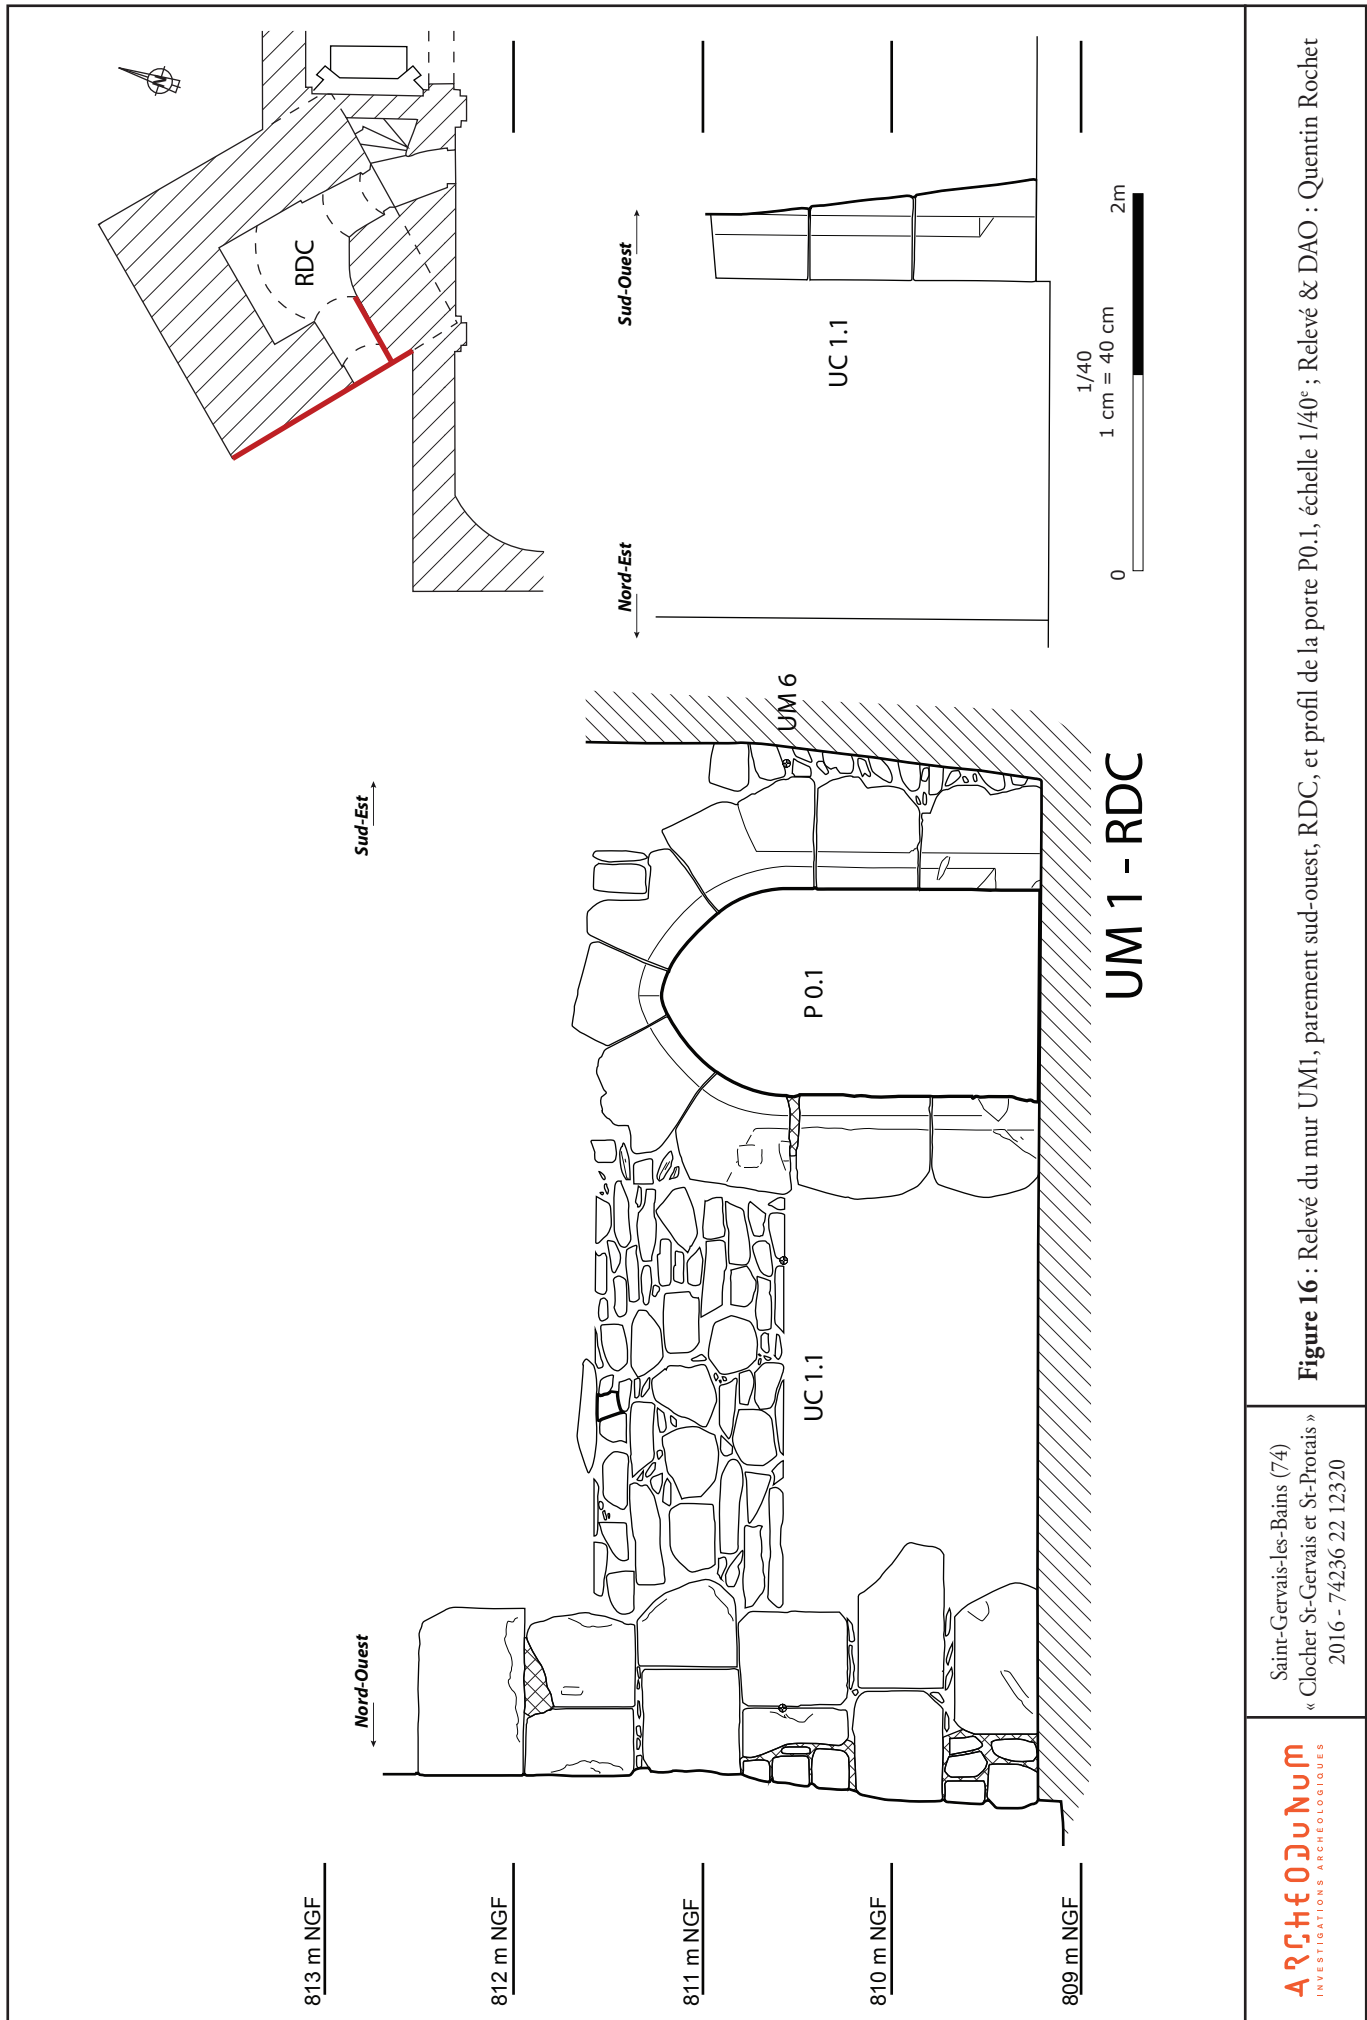 813 m NGF
812 m NGF
811 m NGF
810 m NGF
809 m NGF
Nord-Ouest
Sud-Est
UC 1.1
P 0.1
UM 6
UM 1 - RDC
N
RDC
Nord-Est
Sud-Ouest
UC 1.1
1/40
1 cm = 40 cm
0
2m
ARCHEODUNUM
INVESTIGATIONS ARCHÉOLOGIQUES
Saint-Gervais-les-Bains (74)
« Clocher St-Gervais et St-Protais »
2016 - 74236 22 12320
Figure 16 : Relevé du mur UM1, parement sud-ouest, RDC, et profil de la porte P0.1, échelle 1/40e ; Relevé & DAO : Quentin Rochet